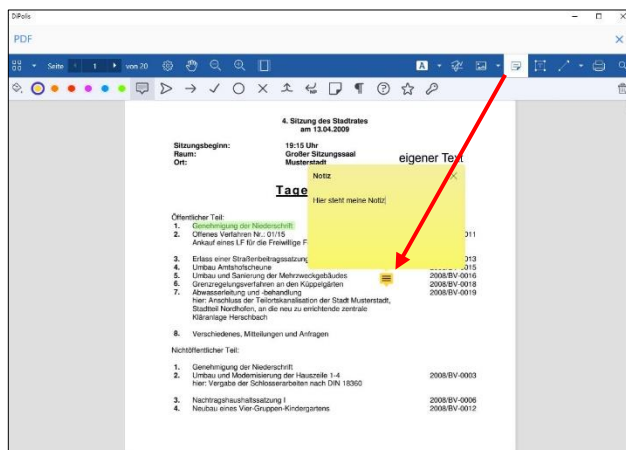 DiPolis
PDF
Seite 1 von 20
A
T
4. Sitzung des Stadtrates
am 13.04.2009
Sitzungsbeginn: 19:15 Uhr
Raum: Großer Sitzungssaal
Ort: Musterstadt
eigener Text
Notiz
Hier steht meine Notiz
Tage
Öffentlicher Teil:
1. Genehmigung der Niederschrift
2. Offenes Verfahren Nr.: 01/15 011
Ankauf eines LF für die Freiwillige F
3. Erlass einer Straßenbeitragssatzung 013
4. Umbau Amtshofscheune 2008/BV-0015
5. Umbau und Sanierung der Mehrzweckgebäudes 2008/BV-0016
6. Grenzregelungsverfahren an den Küppelgärten 2008/BV-0018
7. Abwasserleitung und -behandlung 2008/BV-0019
hier: Anschluss der Teilortskanalisation der Stadt Musterstadt,
Stadtteil Nordhofen, an die neu zu errichtende zentrale
Kläranlage Herschbach
8. Verschiedenes, Mitteilungen und Anfragen
Nichtöffentlicher Teil:
1. Genehmigung der Niederschrift
2. Umbau und Modernisierung der Hauszeile 1-4 2008/BV-0003
hier: Vergabe der Schlosserarbeiten nach DIN 18360
3. Nachtragshaushaltssatzung I 2008/BV-0006
4. Neubau eines Vier-Gruppen-Kindergartens 2008/BV-0012